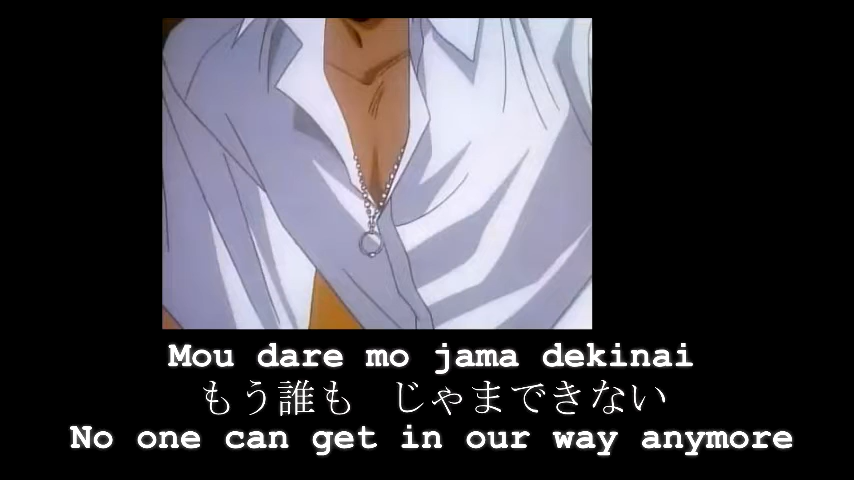 Mou dare mo jama dekinai
もう誰も じゃまできない
No one can get in our way anymore